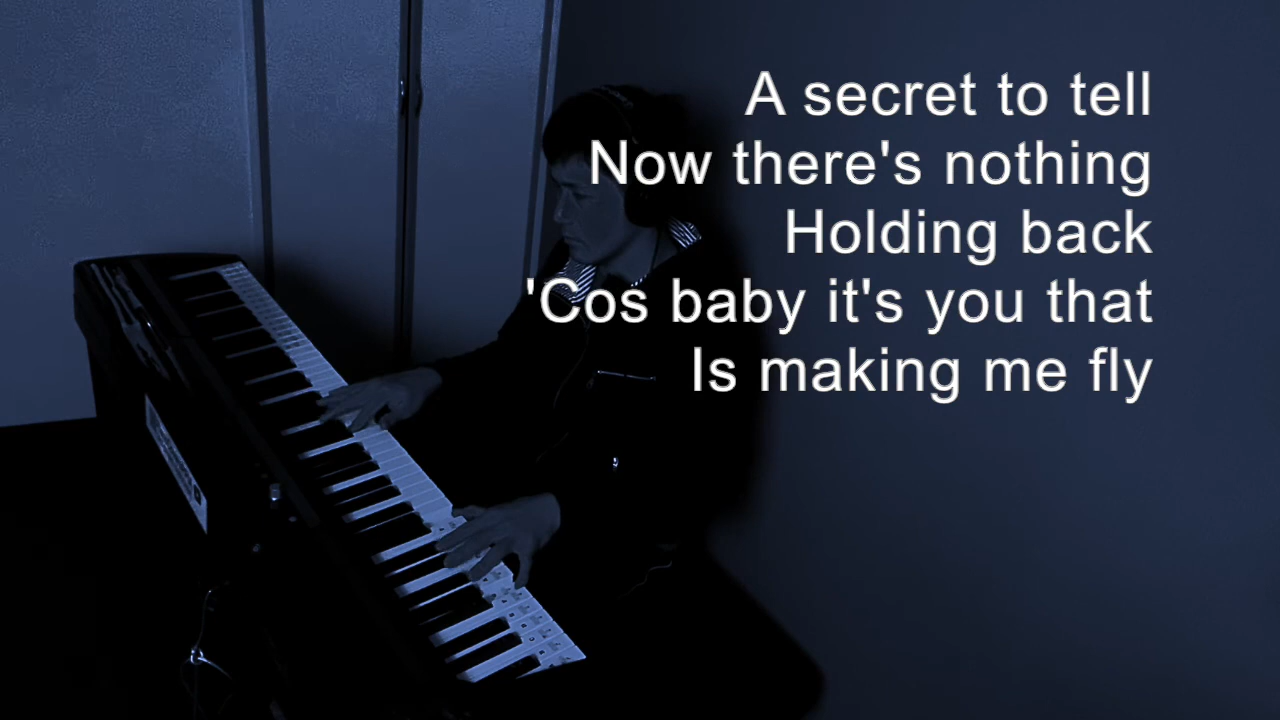 A secret to tell
Now there's nothing
Holding back
'Cos baby it's you that
Is making me fly